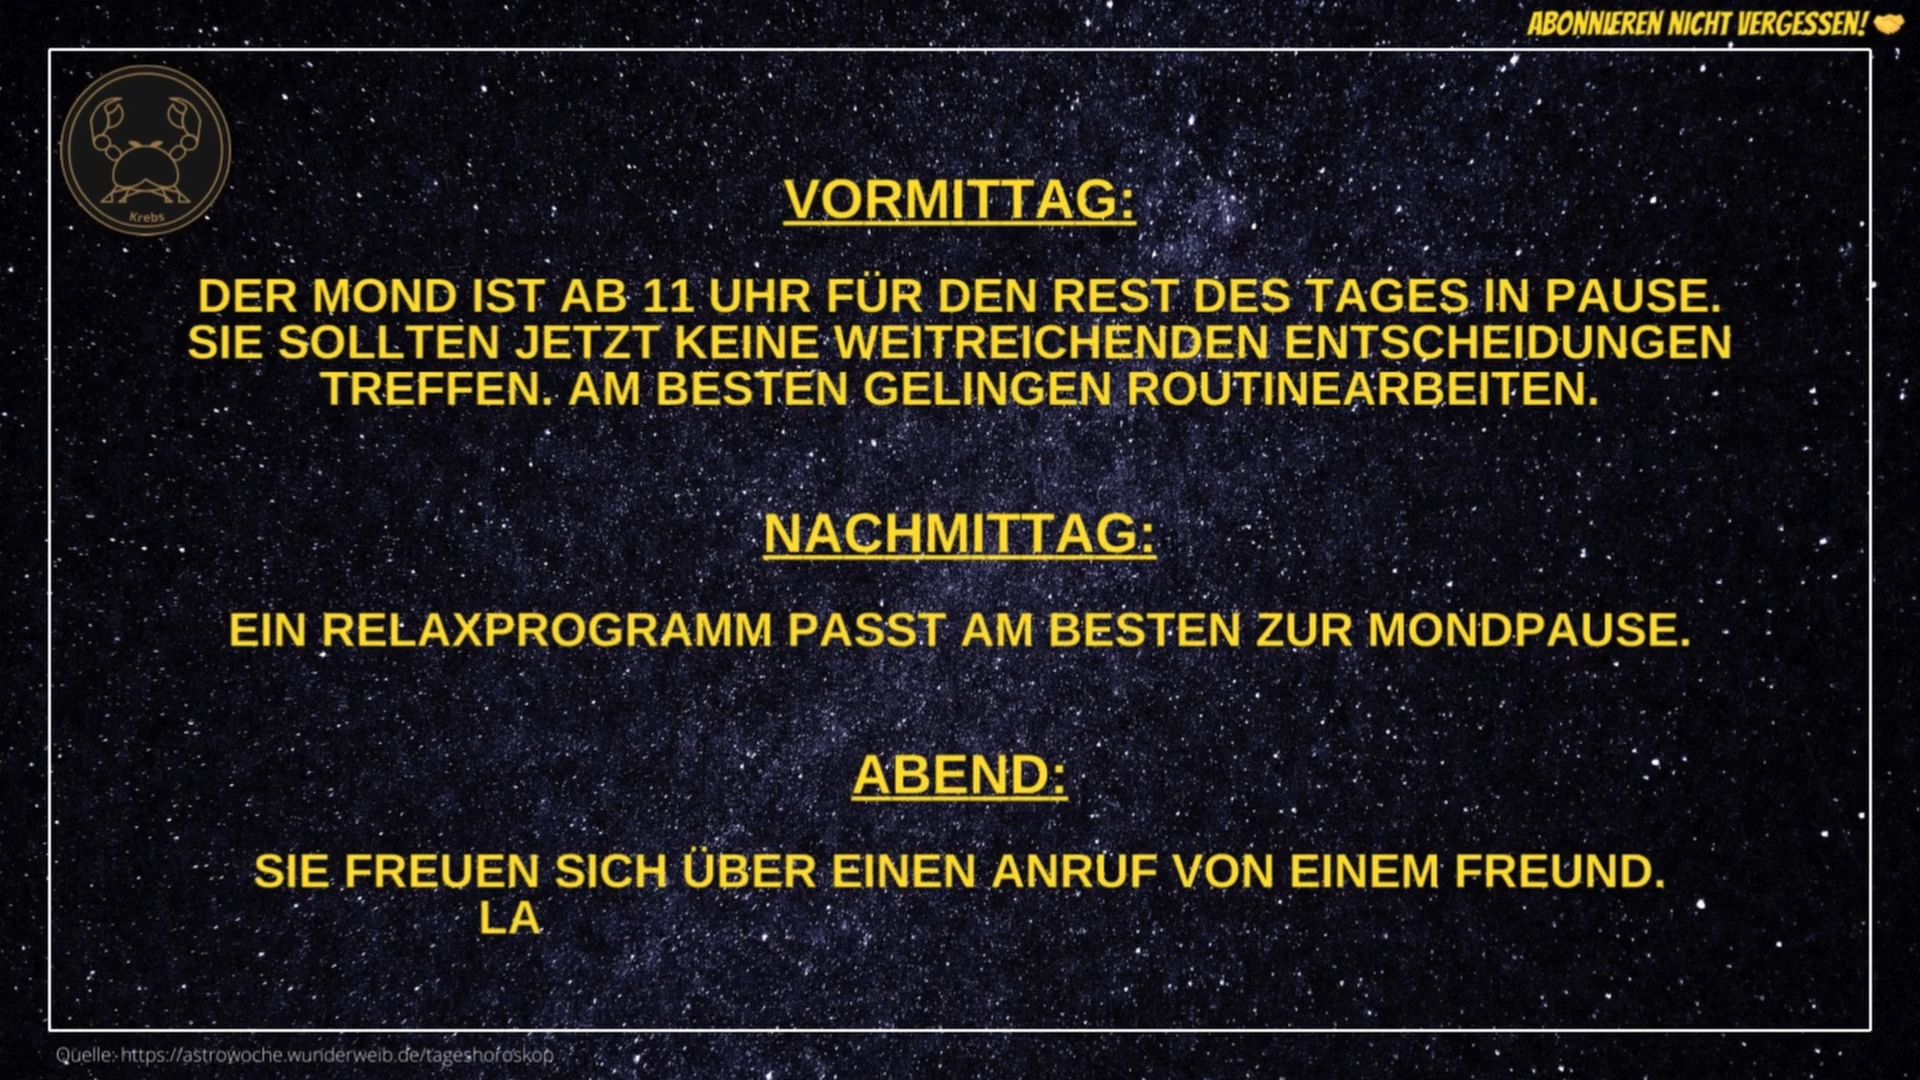 ABONNIEREN NICHT VERGESSEN!
Krebs
VORMITTAG:
DER MOND IST AB 11 UHR FÜR DEN REST DES TAGES IN PAUSE.
SIE SOLLTEN JETZT KEINE WEITREICHENDEN ENTSCHEIDUNGEN
TREFFEN. AM BESTEN GELINGEN ROUTINEARBEITEN.
NACHMITTAG:
EIN RELAXPROGRAMM PASST AM BESTEN ZUR MONDPAUSE.
ABEND:
SIE FREUEN SICH ÜBER EINEN ANRUF VON EINEM FREUND.
LA
Quelle: https://astrowoche.wunderweib.de/tageshoroskop